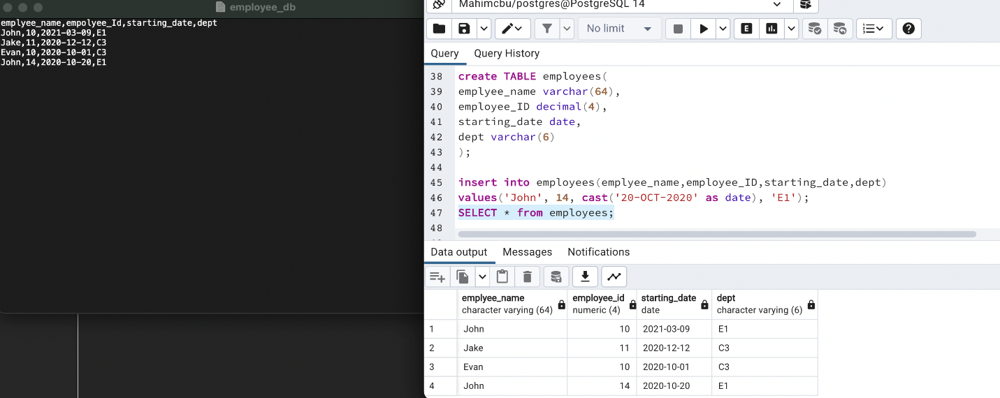 employee_db
emplyee_name,empolyee_Id,starting_date,dept
John,10,2021-03-09,E1
Jake,11,2020-12-12,C3
Evan,10,2020-10-01,C3
John,14,2020-10-20,E1
Mahimcbu/postgres@PostgreSQL 14
No limit
E
Query Query History
38 create TABLE employees(
39 emplyee_name varchar(64),
40 employee_ID decimal(4),
41 starting_date date,
42 dept varchar(6)
43 );
44
45 insert into employees(emplyee_name,employee_ID,starting_date,dept)
46 values('John', 14, cast('20-OCT-2020' as date), 'E1');
47 SELECT * from employees;
48
Data output Messages Notifications
emplyee_name employee_id starting_date dept
character varying (64) numeric (4) date character varying (6)
1 John 10 2021-03-09 E1
2 Jake 11 2020-12-12 C3
3 Evan 10 2020-10-01 C3
4 John 14 2020-10-20 E1